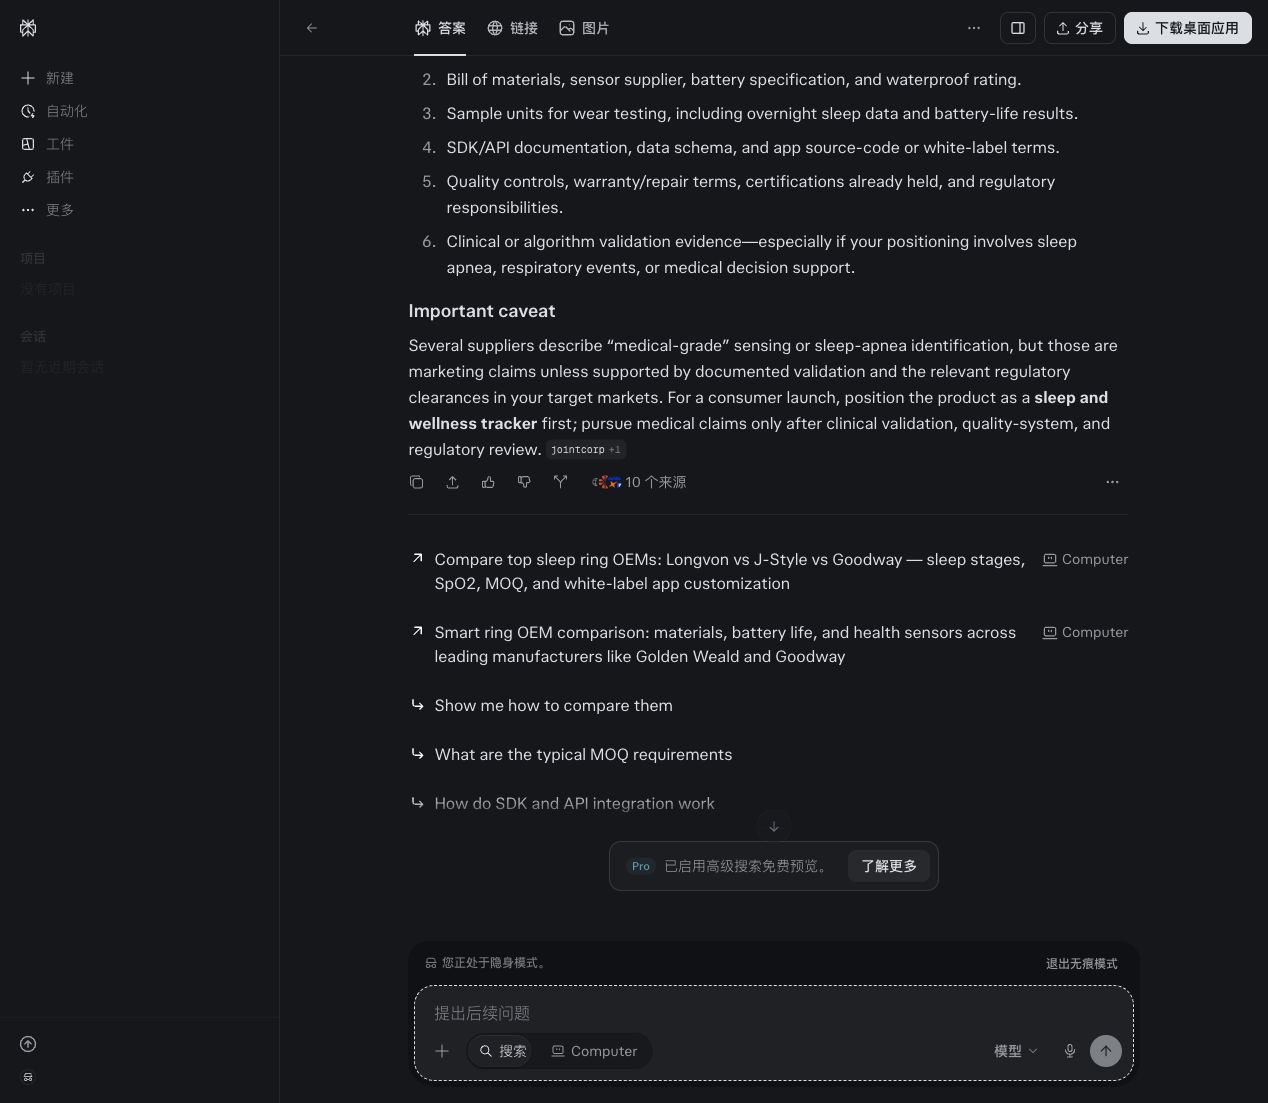 答案
链接
图片
分享
下载桌面应用
新建
自动化
工件
插件
更多
项目
没有项目
会话
暂无近期会话
2. Bill of materials, sensor supplier, battery specification, and waterproof rating.
3. Sample units for wear testing, including overnight sleep data and battery-life results.
4. SDK/API documentation, data schema, and app source-code or white-label terms.
5. Quality controls, warranty/repair terms, certifications already held, and regulatory
responsibilities.
6. Clinical or algorithm validation evidence—especially if your positioning involves sleep
apnea, respiratory events, or medical decision support.
Important caveat
Several suppliers describe “medical-grade” sensing or sleep-apnea identification, but those are
marketing claims unless supported by documented validation and the relevant regulatory
clearances in your target markets. For a consumer launch, position the product as a sleep and
wellness tracker first; pursue medical claims only after clinical validation, quality-system, and
regulatory review. jointcorp +1
10 个来源
Compare top sleep ring OEMs: Longvon vs J-Style vs Goodway — sleep stages, Computer
SpO2, MOQ, and white-label app customization
Smart ring OEM comparison: materials, battery life, and health sensors across Computer
leading manufacturers like Golden Weald and Goodway
Show me how to compare them
What are the typical MOQ requirements
How do SDK and API integration work
Pro 已启用高级搜索免费预览。 了解更多
您正处于隐身模式。 退出无痕模式
提出后续问题
搜索 Computer 模型